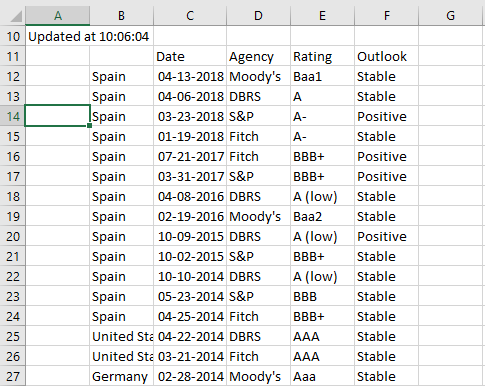 A B C D E F G
10 Updated at 10:06:04
11 Date Agency Rating Outlook
12 Spain 04-13-2018 Moody's Baa1 Stable
13 Spain 04-06-2018 DBRS A Stable
14 Spain 03-23-2018 S&P A- Positive
15 Spain 01-19-2018 Fitch A- Stable
16 Spain 07-21-2017 Fitch BBB+ Positive
17 Spain 03-31-2017 S&P BBB+ Positive
18 Spain 04-08-2016 DBRS A (low) Stable
19 Spain 02-19-2016 Moody's Baa2 Stable
20 Spain 10-09-2015 DBRS A (low) Positive
21 Spain 10-02-2015 S&P BBB+ Stable
22 Spain 10-10-2014 DBRS A (low) Stable
23 Spain 05-23-2014 S&P BBB Stable
24 Spain 04-25-2014 Fitch BBB+ Stable
25 United Sta 04-22-2014 DBRS AAA Stable
26 United Sta 03-21-2014 Fitch AAA Stable
27 Germany 02-28-2014 Moody's Aaa Stable